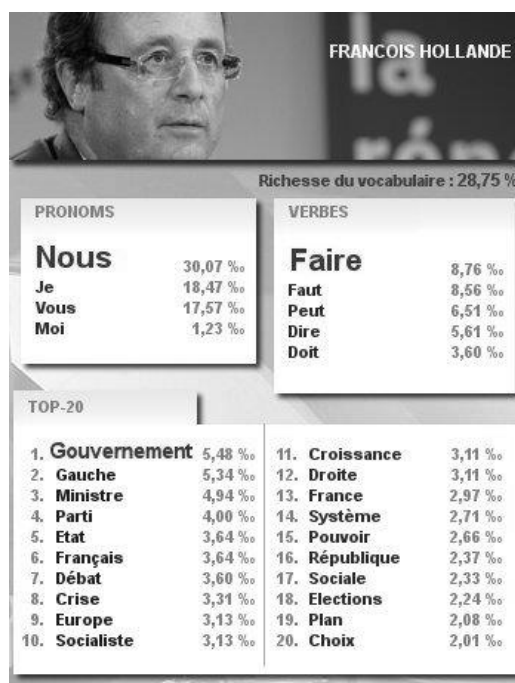 la
FRANCOIS HOLLANDE
répu
Richesse du vocabulaire : 28,75 %
PRONOMS
Nous 30,07 ‰
Je 18,47 ‰
Vous 17,57 ‰
Moi 1,23 ‰
VERBES
Faire 8,76 ‰
Faut 8,56 ‰
Peut 6,51 ‰
Dire 5,61 ‰
Doit 3,60 ‰
TOP-20
1. Gouvernement 5,48 ‰
2. Gauche 5,34 ‰
3. Ministre 4,94 ‰
4. Parti 4,00 ‰
5. Etat 3,64 ‰
6. Français 3,64 ‰
7. Débat 3,60 ‰
8. Crise 3,31 ‰
9. Europe 3,13 ‰
10. Socialiste 3,13 ‰
11. Croissance 3,11 ‰
12. Droite 3,11 ‰
13. France 2,97 ‰
14. Système 2,71 ‰
15. Pouvoir 2,66 ‰
16. République 2,37 ‰
17. Sociale 2,33 ‰
18. Elections 2,24 ‰
19. Plan 2,08 ‰
20. Choix 2,01 ‰